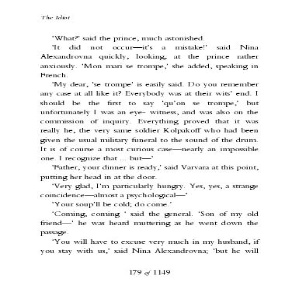 The Idiot
'What?' said the prince, much astonished.
'It did not occur—it's a mistake!' said Nina
Alexandrovna quickly, looking, at the prince rather
anxiously. 'Mon mari se trompe,' she added, speaking in
French.
'My dear, 'se trompe' is easily said. Do you remember
any case at all like it? Everybody was at their wits' end. I
should be the first to say 'qu'on se trompe,' but
unfortunately I was an eye- witness, and was also on the
commission of inquiry. Everything proved that it was
really he, the very same soldier Kolpakoff who had been
given the usual military funeral to the sound of the drum.
It is of course a most curious case—nearly an impossible
one. I recognize that ... but—'
'Father, your dinner is ready,' said Varvara at this point,
putting her head in at the door.
'Very glad, I'm particularly hungry. Yes, yes, a strange
coincidence—almost a psychological—'
'Your soup'll be cold; do come.'
'Coming, coming ' said the general. 'Son of my old
friend—' he was heard muttering as he went down the
passage.
'You will have to excuse very much in my husband, if
you stay with us,' said Nina Alexandrovna; 'but he will
179 of 1149